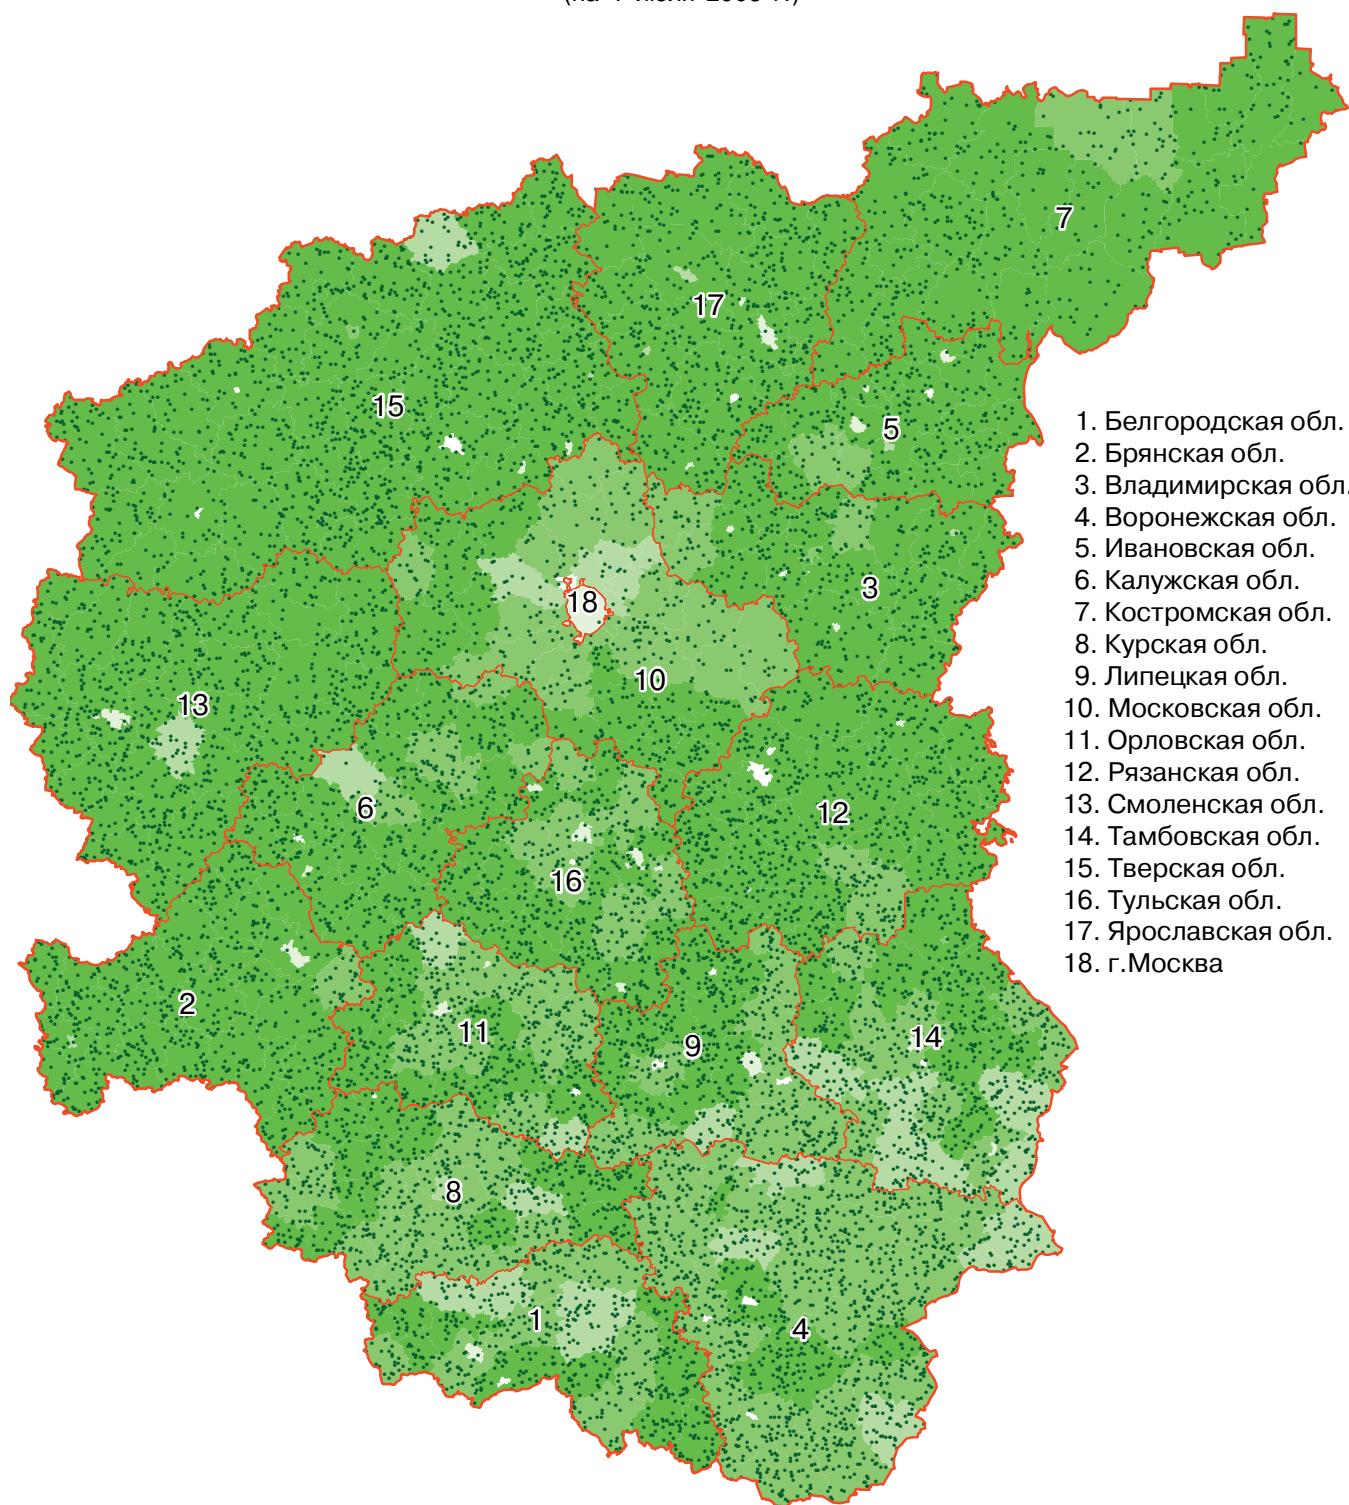 15
17
7
5
3
18
10
13
6
12
16
2
11
9
14
8
1
4
1. Белгородская обл.
2. Брянская обл.
3. Владимирская обл.
4. Воронежская обл.
5. Ивановская обл.
6. Калужская обл.
7. Костромская обл.
8. Курская обл.
9. Липецкая обл.
10. Московская обл.
11. Орловская обл.
12. Рязанская обл.
13. Смоленская обл.
14. Тамбовская обл.
15. Тверская обл.
16. Тульская обл.
17. Ярославская обл.
18. г.Москва